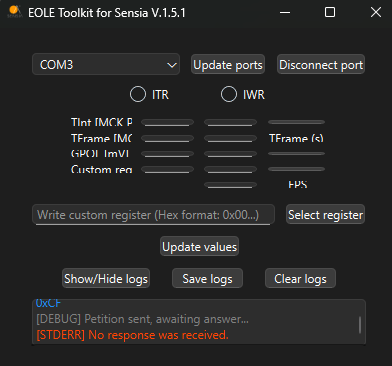 EOLE Toolkit for Sensia V.1.5.1
COM3 Update ports Disconnect port
ITR IWR
TInt [MCK P
TFrame [MC TFrame (s)
GPOL [mV]
Custom reg
FPS
Write custom register (Hex format: 0x00...) Select register
Update values
Show/Hide logs Save logs Clear logs
0xCF
[DEBUG] Petition sent, awaiting answer...
[STDERR] No response was received.